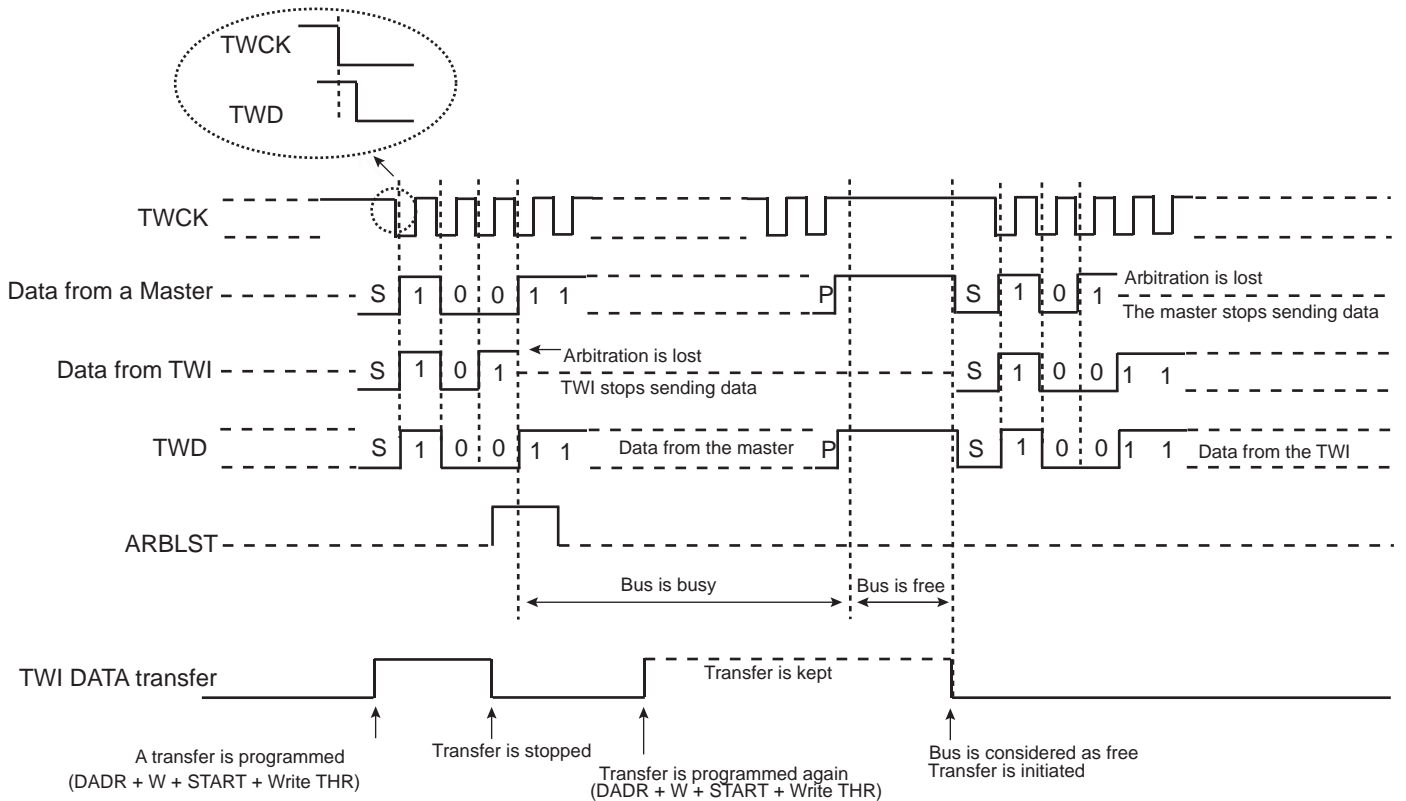 TWCK
TWD
TWCK
Data from a Master S 1 0 0 1 1 P S 1 0 1 Arbitration is lost
The master stops sending data
Data from TWI S 1 0 1 Arbitration is lost S 1 0 0 1 1
TWI stops sending data
TWD S 1 0 0 1 1 Data from the master P S 1 0 0 1 1 Data from the TWI
ARBLST
Bus is busy Bus is free
TWI DATA transfer Transfer is kept
A transfer is programmed
(DADR + W + START + Write THR)
Transfer is stopped
Transfer is programmed again
(DADR + W + START + Write THR)
Bus is considered as free
Transfer is initiated